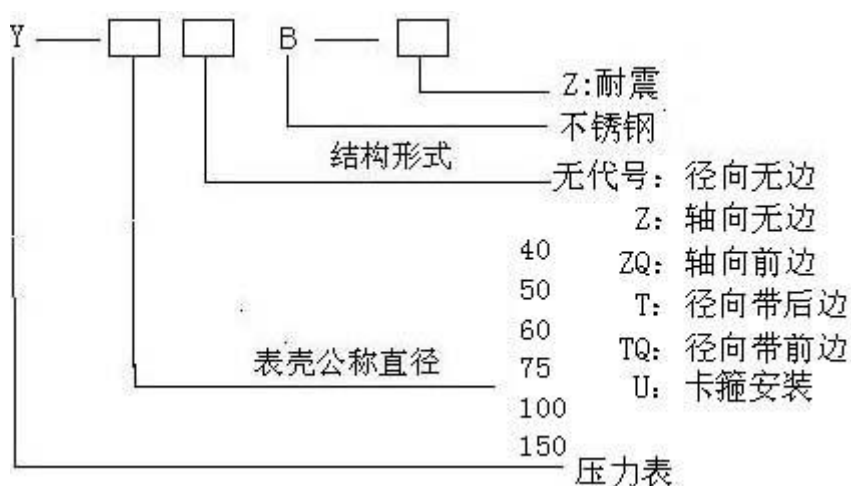 Y — □ □ B — □
Z:耐震
不锈钢
结构形式
无代号：径向无边
Z：轴向无边
40
ZQ：轴向前边
50
T：径向带后边
60
TQ：径向带前边
表壳公称直径
75
U：卡箍安装
100
150
压力表